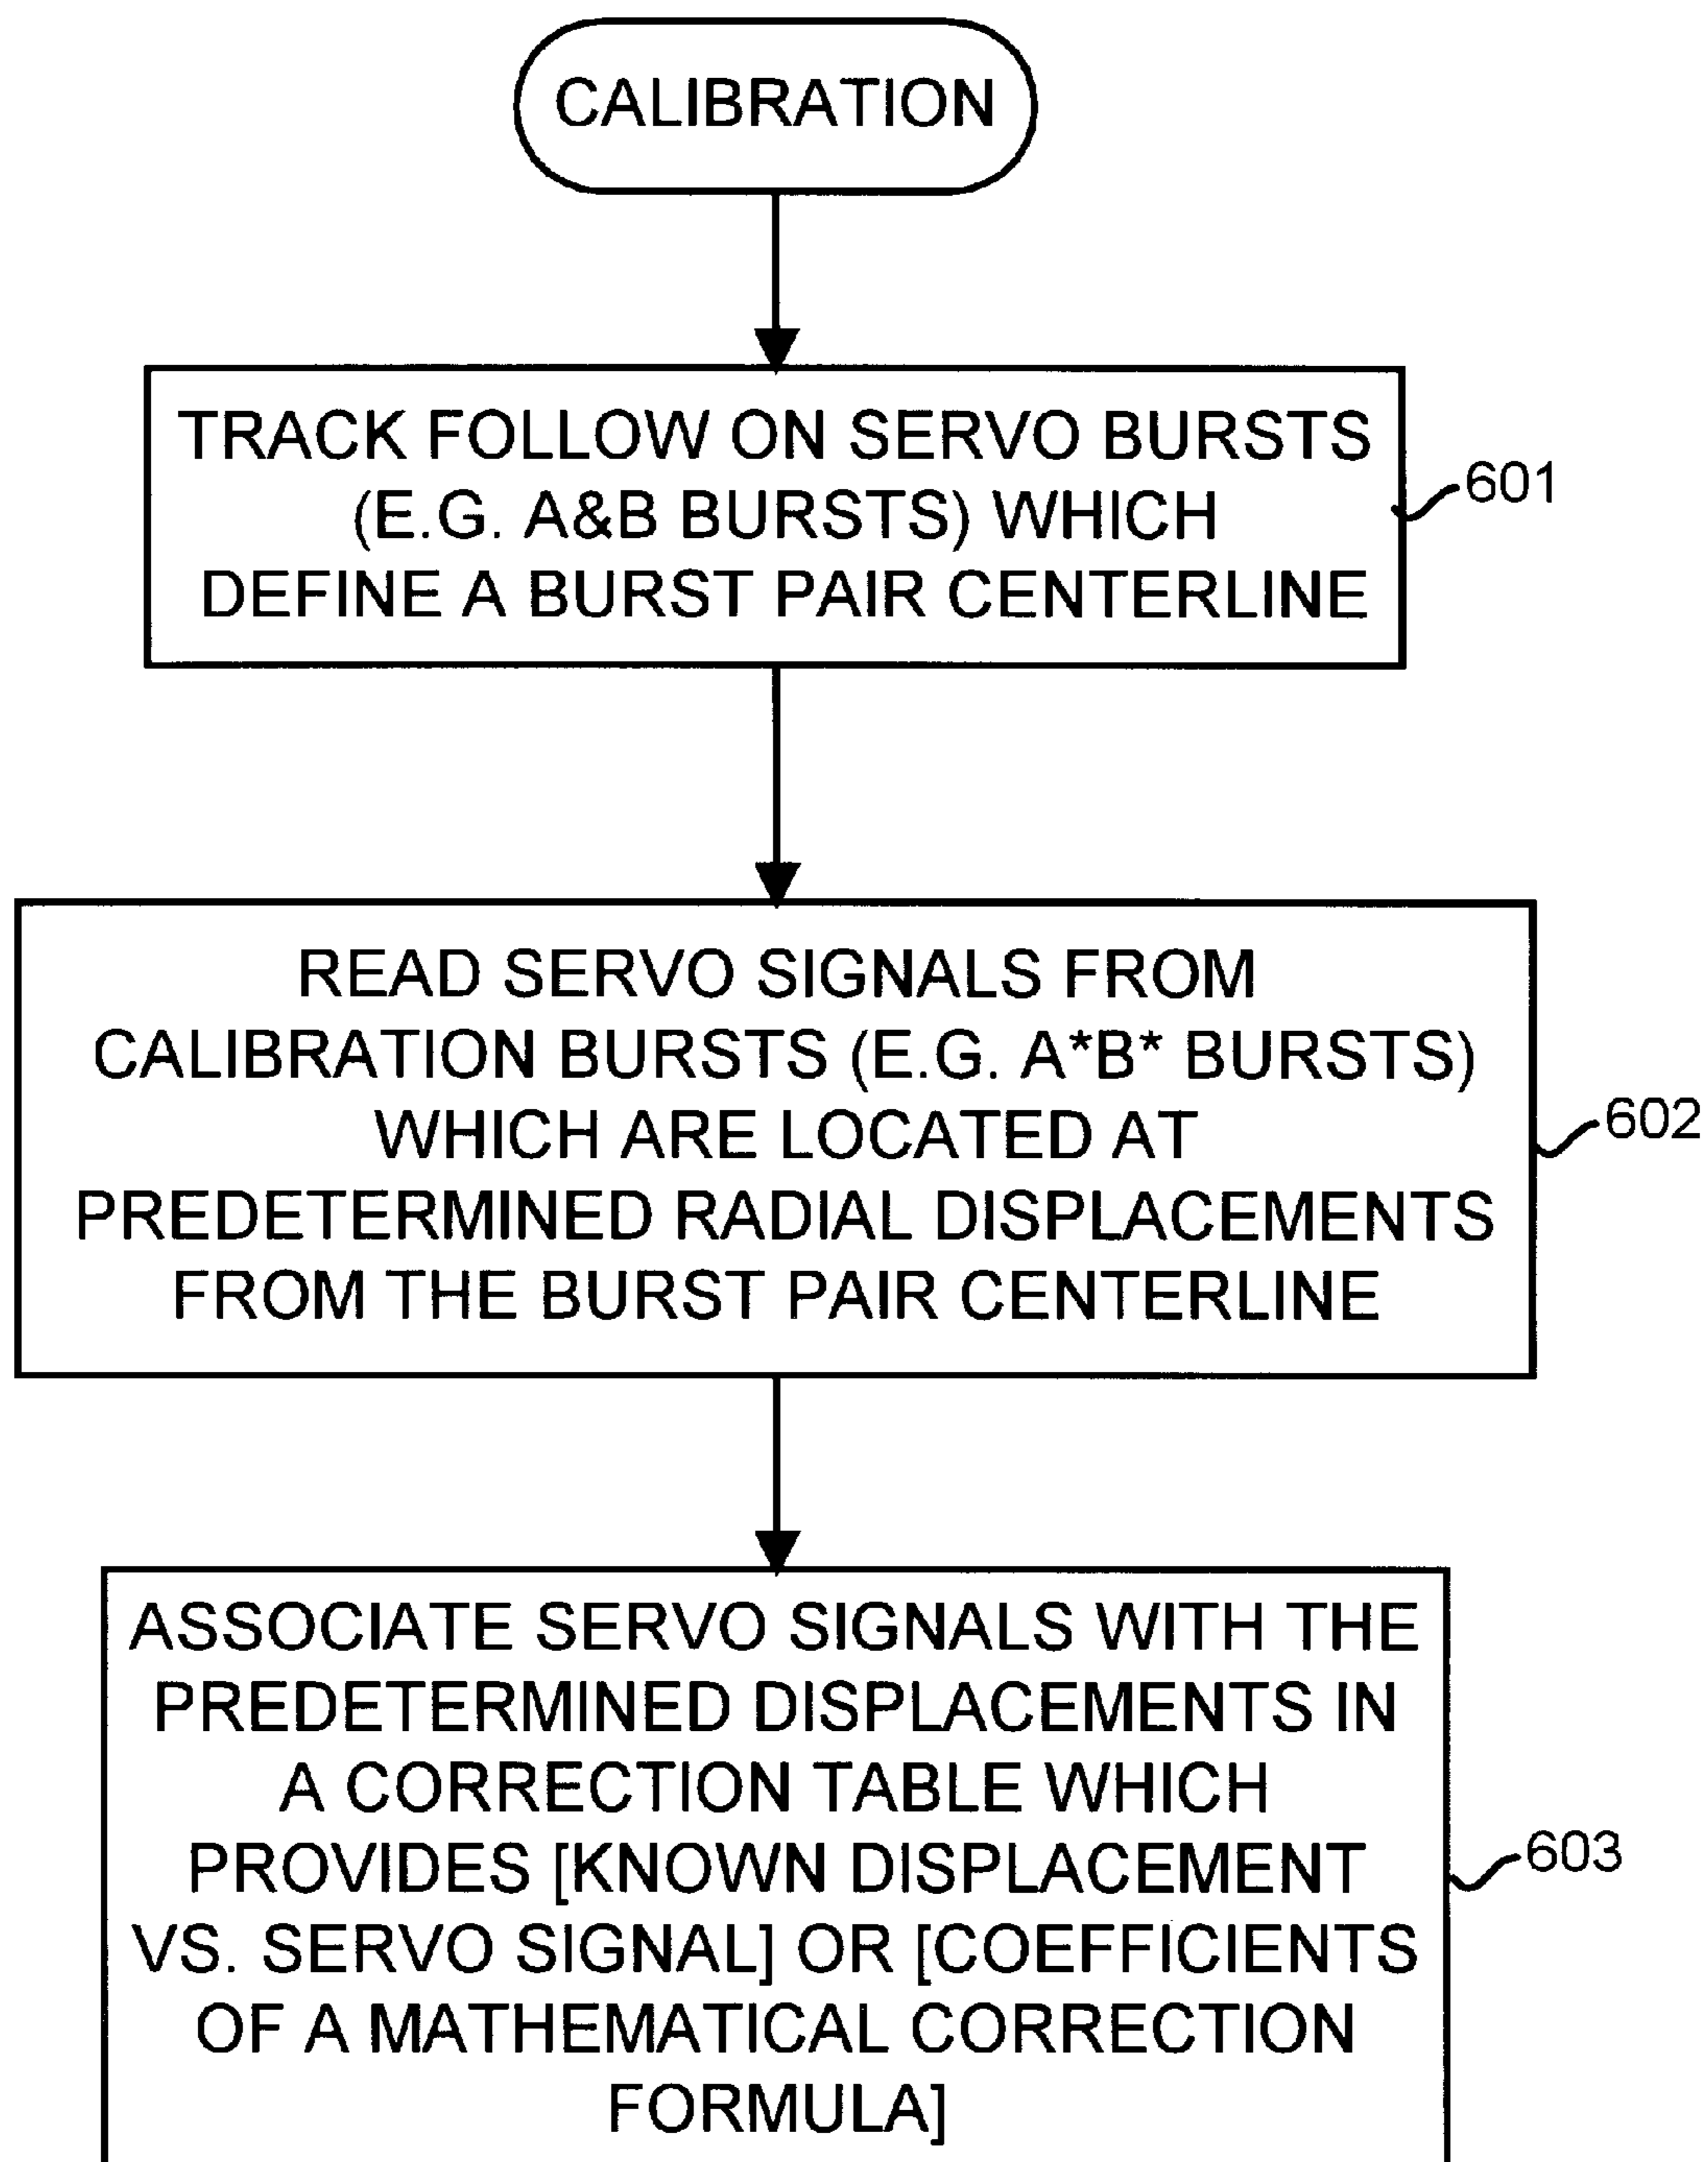 CALIBRATION
TRACK FOLLOW ON SERVO BURSTS
(E.G. A&B BURSTS) WHICH
DEFINE A BURST PAIR CENTERLINE
601
READ SERVO SIGNALS FROM
CALIBRATION BURSTS (E.G. A*B* BURSTS)
WHICH ARE LOCATED AT
PREDETERMINED RADIAL DISPLACEMENTS
FROM THE BURST PAIR CENTERLINE
602
ASSOCIATE SERVO SIGNALS WITH THE
PREDETERMINED DISPLACEMENTS IN
A CORRECTION TABLE WHICH
PROVIDES [KNOWN DISPLACEMENT
VS. SERVO SIGNAL] OR [COEFFICIENTS
OF A MATHEMATICAL CORRECTION
FORMULA]
603